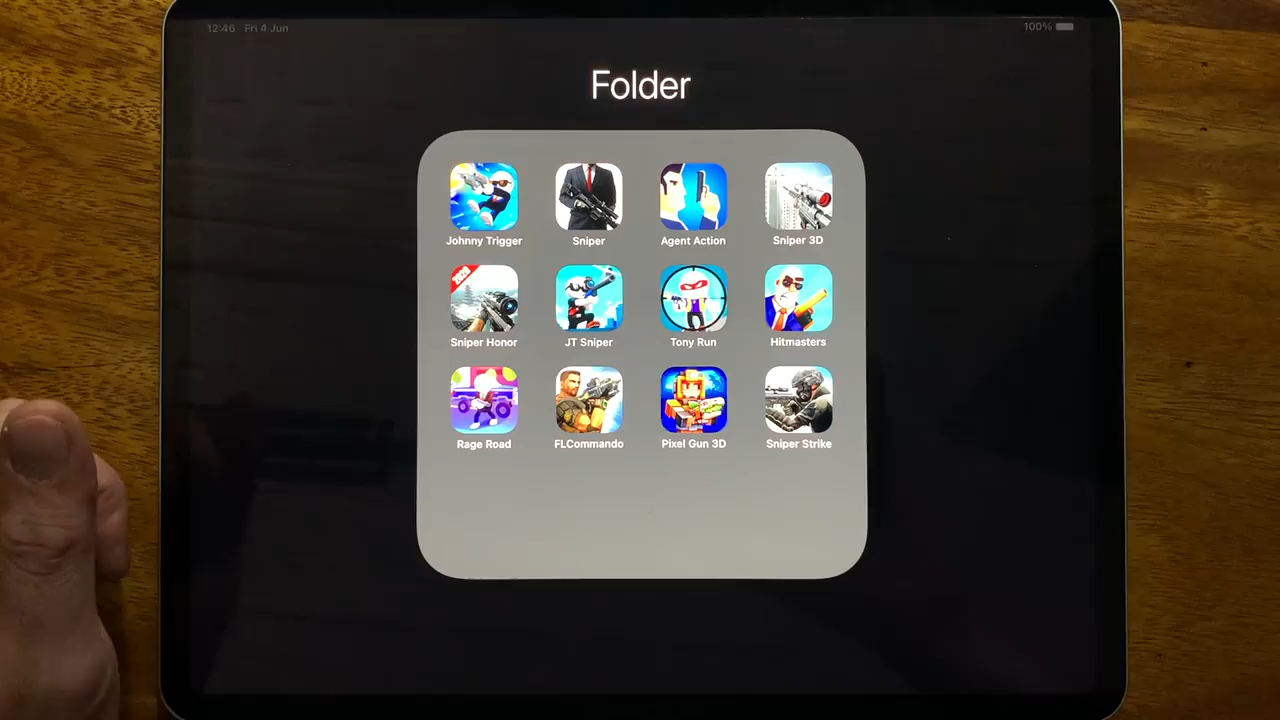 12:46 Fri 4 Jun
100%
Folder
Johnny Trigger
Sniper
Agent Action
Sniper 3D
2020
Sniper Honor
JT Sniper
Tony Run
Hitmasters
Rage Road
FLCommando
Pixel Gun 3D
Sniper Strike